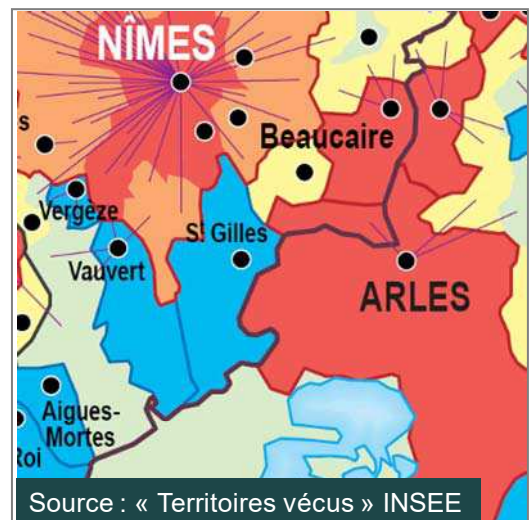 NÎMES
s
Beaucaire
Vergèze
St Gilles
Vauvert
ARLES
Aigues-
Mortes
Roi
Source : « Territoires vécus » INSEE